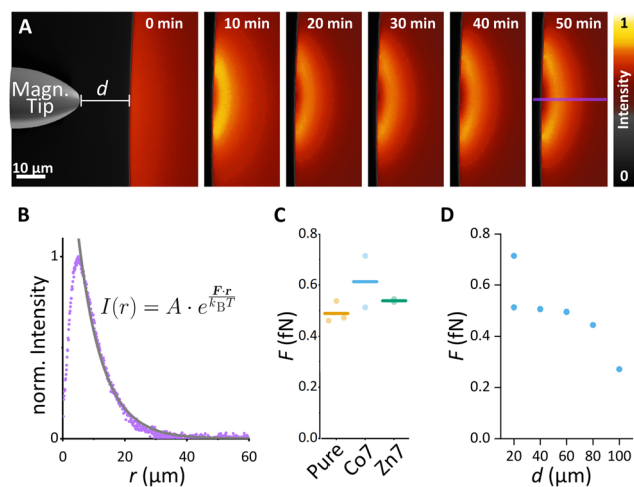 A
0 min 10 min 20 min 30 min 40 min 50 min
Magn.
Tip
d
10 µm
1
Intensity
0
B
norm. Intensity
1
0
I(r) = A · e^{F·r / k_B T}
0 20 40 60
r (µm)
C
F (fN)
0.8
0.6
0.4
0.2
0.0
Pure Co7 Zn7
D
F (fN)
0.8
0.6
0.4
0.2
0.0
20 40 60 80 100
d (µm)